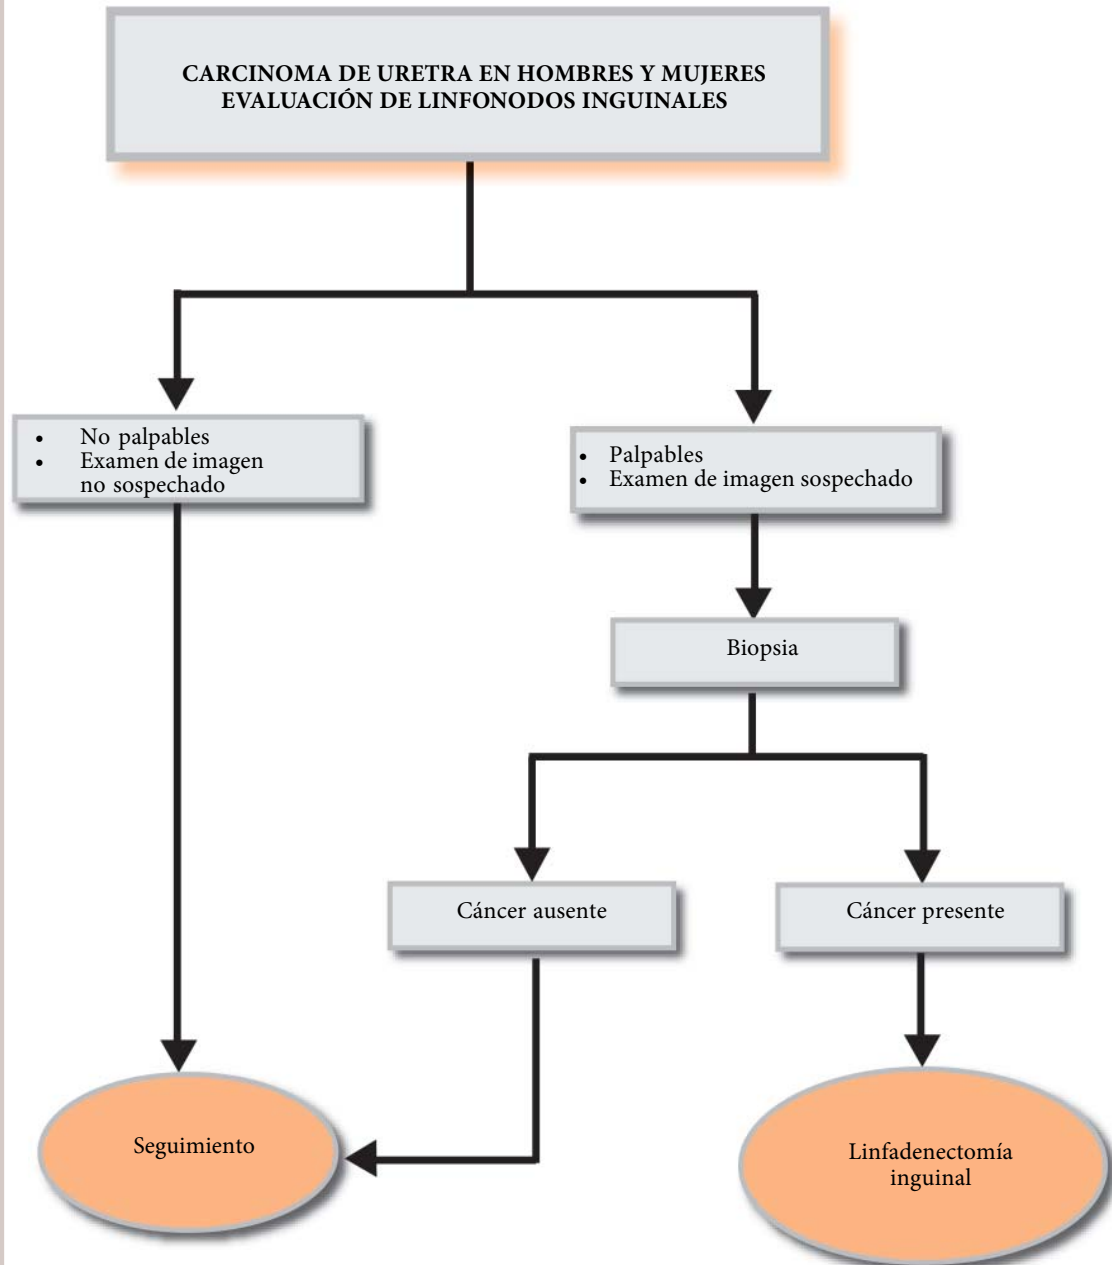 CARCINOMA DE URETRA EN HOMBRES Y MUJERES
EVALUACIÓN DE LINFONODOS INGUINALES
• No palpables
• Examen de imagen
no sospechado
• Palpables
• Examen de imagen sospechado
Biopsia
Cáncer ausente
Cáncer presente
Seguimiento
Linfadenectomía
inguinal